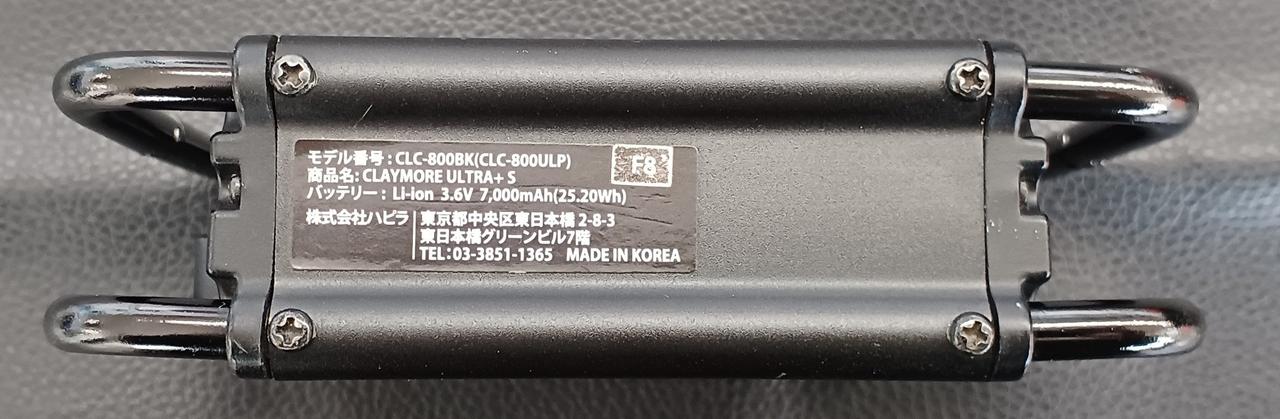 モデル番号 : CLC-800BK(CLC-800ULP)
F8
商品名: CLAYMORE ULTRA+ S
バッテリー : Li-ion 3.6V 7,000mAh(25.20Wh)
株式会社ハピラ 東京都中央区東日本橋 2-8-3
東日本橋グリーンビル7階
TEL:03-3851-1365 MADE IN KOREA